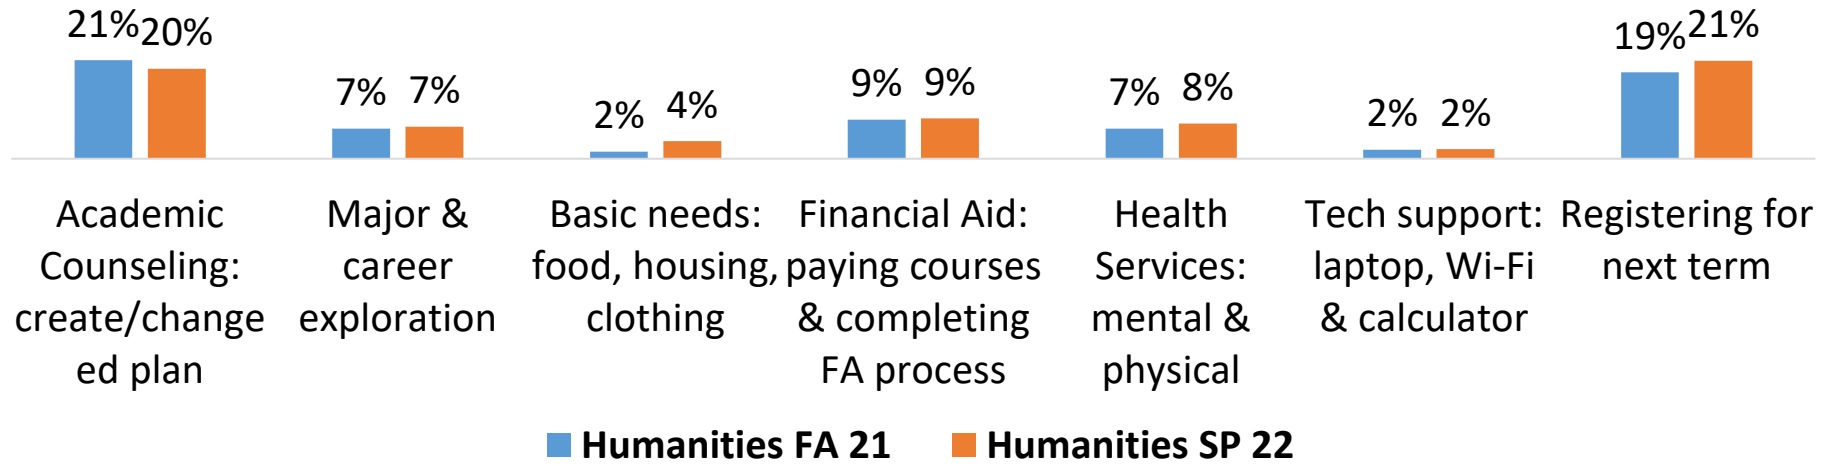 21% 20% 7% 7% 2% 4% 9% 9% 7% 8% 2% 2% 19% 21%
Academic
Counseling:
create/change
ed plan
Major &
career
exploration
Basic needs:
food, housing,
clothing
Financial Aid:
paying courses
& completing
FA process
Health
Services:
mental &
physical
Tech support:
laptop, Wi-Fi
& calculator
Registering for
next term
Humanities FA 21 Humanities SP 22